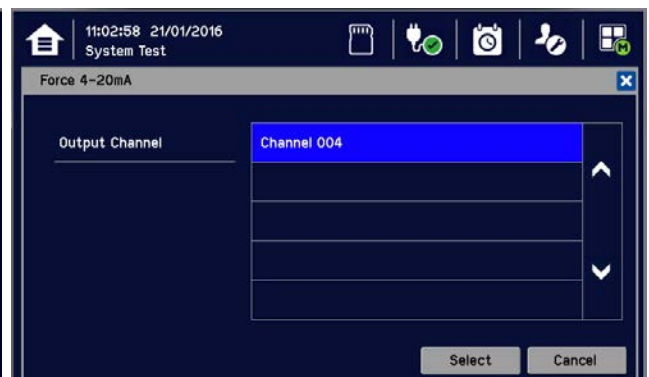 11:02:58 21/01/2016
System Test
M
Force 4-20mA
Output Channel
Channel 004
Select
Cancel